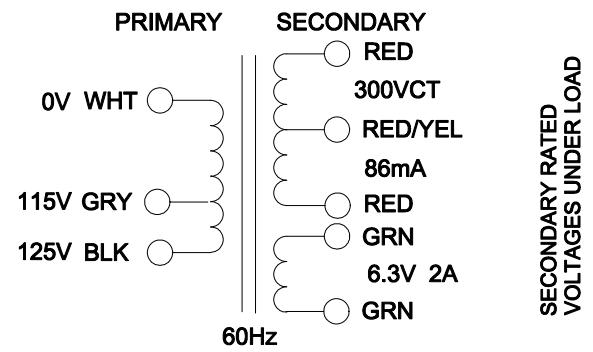 PRIMARY
SECONDARY
0V WHT
115V GRY
125V BLK
RED
300VCT
RED/YEL
86mA
RED
GRN
6.3V 2A
GRN
60Hz
SECONDARY RATED
VOLTAGES UNDER LOAD